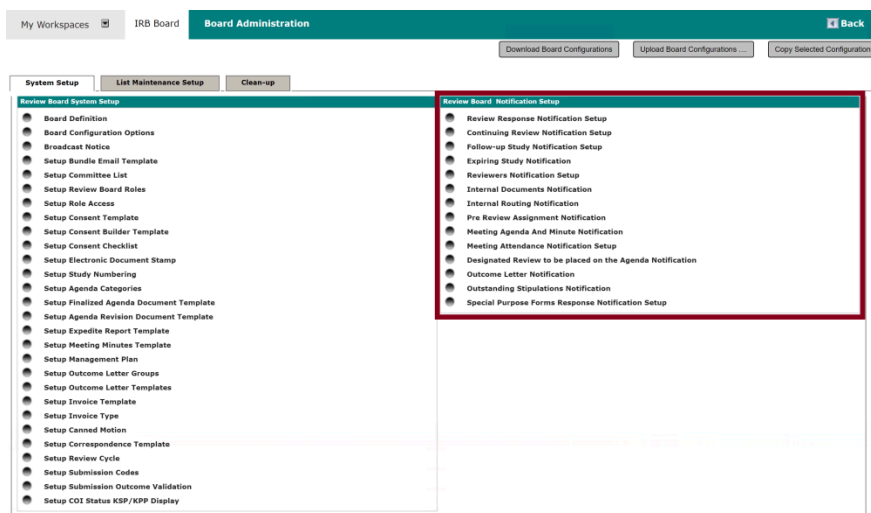 My Workspaces IRB Board Board Administration Back
Download Board Configurations Upload Board Configurations .... Copy Selected Configuration
System Setup List Maintenance Setup Clean-up
Review Board System Setup
Board Definition
Board Configuration Options
Broadcast Notice
Setup Bundle Email Template
Setup Committee List
Setup Review Board Roles
Setup Role Access
Setup Consent Template
Setup Consent Builder Template
Setup Consent Checklist
Setup Electronic Document Stamp
Setup Study Numbering
Setup Agenda Categories
Setup Finalized Agenda Document Template
Setup Agenda Revision Document Template
Setup Expedite Report Template
Setup Meeting Minutes Template
Setup Management Plan
Setup Outcome Letter Groups
Setup Outcome Letter Templates
Setup Invoice Template
Setup Invoice Type
Setup Canned Motion
Setup Correspondence Template
Setup Review Cycle
Setup Submission Codes
Setup Submission Outcome Validation
Setup COI Status KSP/KPP Display
Review Board Notification Setup
Review Response Notification Setup
Continuing Review Notification Setup
Follow-up Study Notification Setup
Expiring Study Notification
Reviewers Notification Setup
Internal Documents Notification
Internal Routing Notification
Pre Review Assignment Notification
Meeting Agenda And Minute Notification
Meeting Attendance Notification Setup
Designated Review to be placed on the Agenda Notification
Outcome Letter Notification
Outstanding Stipulations Notification
Special Purpose Forms Response Notification Setup